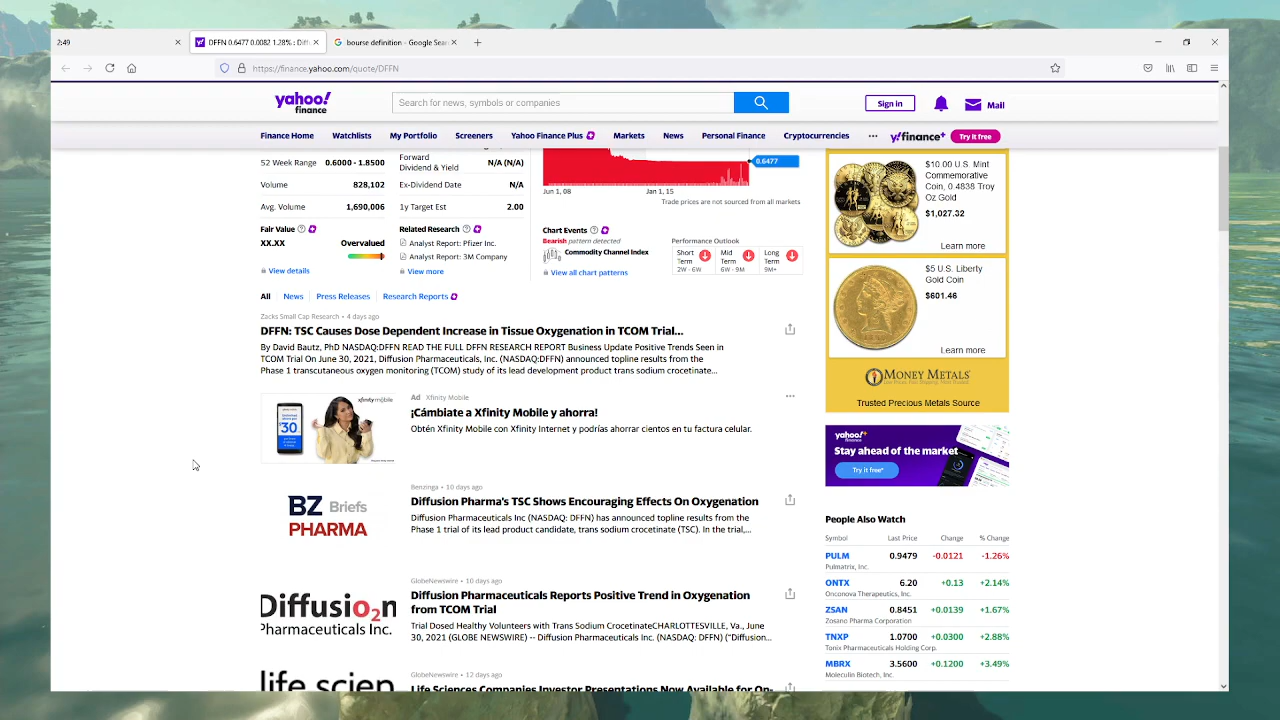 2:49
DFFN 0.6477 0.0082 1.28% : Diff
bourse definition - Google Sear
https://finance.yahoo.com/quote/DFFN
yahoo!
finance
Search for news, symbols or companies
Sign in
Mail
Finance Home
Watchlists
My Portfolio
Screeners
Yahoo Finance Plus
Markets
News
Personal Finance
Cryptocurrencies
y!finance+
Try it free
52 Week Range 0.6000 - 1.8500
Volume 828,102
Avg. Volume 1,690,006
Fair Value
XX.XX Overvalued
View details
Forward
Dividend & Yield N/A (N/A)
Ex-Dividend Date N/A
1y Target Est 2.00
Related Research
Analyst Report: Pfizer Inc.
Analyst Report: 3M Company
View more
0.6477
Jun 1, 08 Jan 1, 15
Trade prices are not sourced from all markets
Chart Events
Bearish pattern detected
Commodity Channel Index
View all chart patterns
Performance Outlook
Short
Term
2W - 6W
Mid
Term
6W - 9M
Long
Term
9M+
All News Press Releases Research Reports
Zacks Small Cap Research • 4 days ago
DFFN: TSC Causes Dose Dependent Increase in Tissue Oxygenation in TCOM Trial...
By David Bautz, PhD NASDAQ:DFFN READ THE FULL DFFN RESEARCH REPORT Business Update Positive Trends Seen in
TCOM Trial On June 30, 2021, Diffusion Pharmaceuticals, Inc. (NASDAQ:DFFN) announced topline results from the
Phase 1 transcutaneous oxygen monitoring (TCOM) study of its lead development product trans sodium crocetinate...
xfinity mobile
$30
Ad Xfinity Mobile
¡Cámbiate a Xfinity Mobile y ahorra!
Obtén Xfinity Mobile con Xfinity Internet y podrías ahorrar cientos en tu factura celular.
BZ Briefs
PHARMA
Benzinga • 10 days ago
Diffusion Pharma's TSC Shows Encouraging Effects On Oxygenation
Diffusion Pharmaceuticals Inc (NASDAQ: DFFN) has announced topline results from the
Phase 1 trial of its lead product candidate, trans sodium crocetinate (TSC). In the trial,...
Diffusio2n
Pharmaceuticals Inc.
GlobeNewswire • 10 days ago
Diffusion Pharmaceuticals Reports Positive Trend in Oxygenation
from TCOM Trial
Trial Dosed Healthy Volunteers with Trans Sodium CrocetinateCHARLOTTESVILLE, Va., June
30, 2021 (GLOBE NEWSWIRE) -- Diffusion Pharmaceuticals Inc. (NASDAQ: DFFN) ("Diffusion...
life scien
GlobeNewswire • 12 days ago
Life Sciences Companies Investor Presentations Now Available for On-
$10.00 U.S. Mint
Commemorative
Coin, 0.4838 Troy
Oz Gold
$1,027.32
Learn more
$5 U.S. Liberty
Gold Coin
$601.46
Learn more
MONEY METALS
Trusted Precious Metals Source
yahoo!
finance
Stay ahead of the market
Try it free*
People Also Watch
Symbol Last Price Change % Change
PULM 0.9479 -0.0121 -1.26%
Pulmatrix, Inc.
ONTX 6.20 +0.13 +2.14%
Onconova Therapeutics, Inc.
ZSAN 0.8451 +0.0139 +1.67%
Zosano Pharma Corporation
TNXP 1.0700 +0.0300 +2.88%
Tonix Pharmaceuticals Holding Corp.
MBRX 3.5600 +0.1200 +3.49%
Moleculin Biotech, Inc.